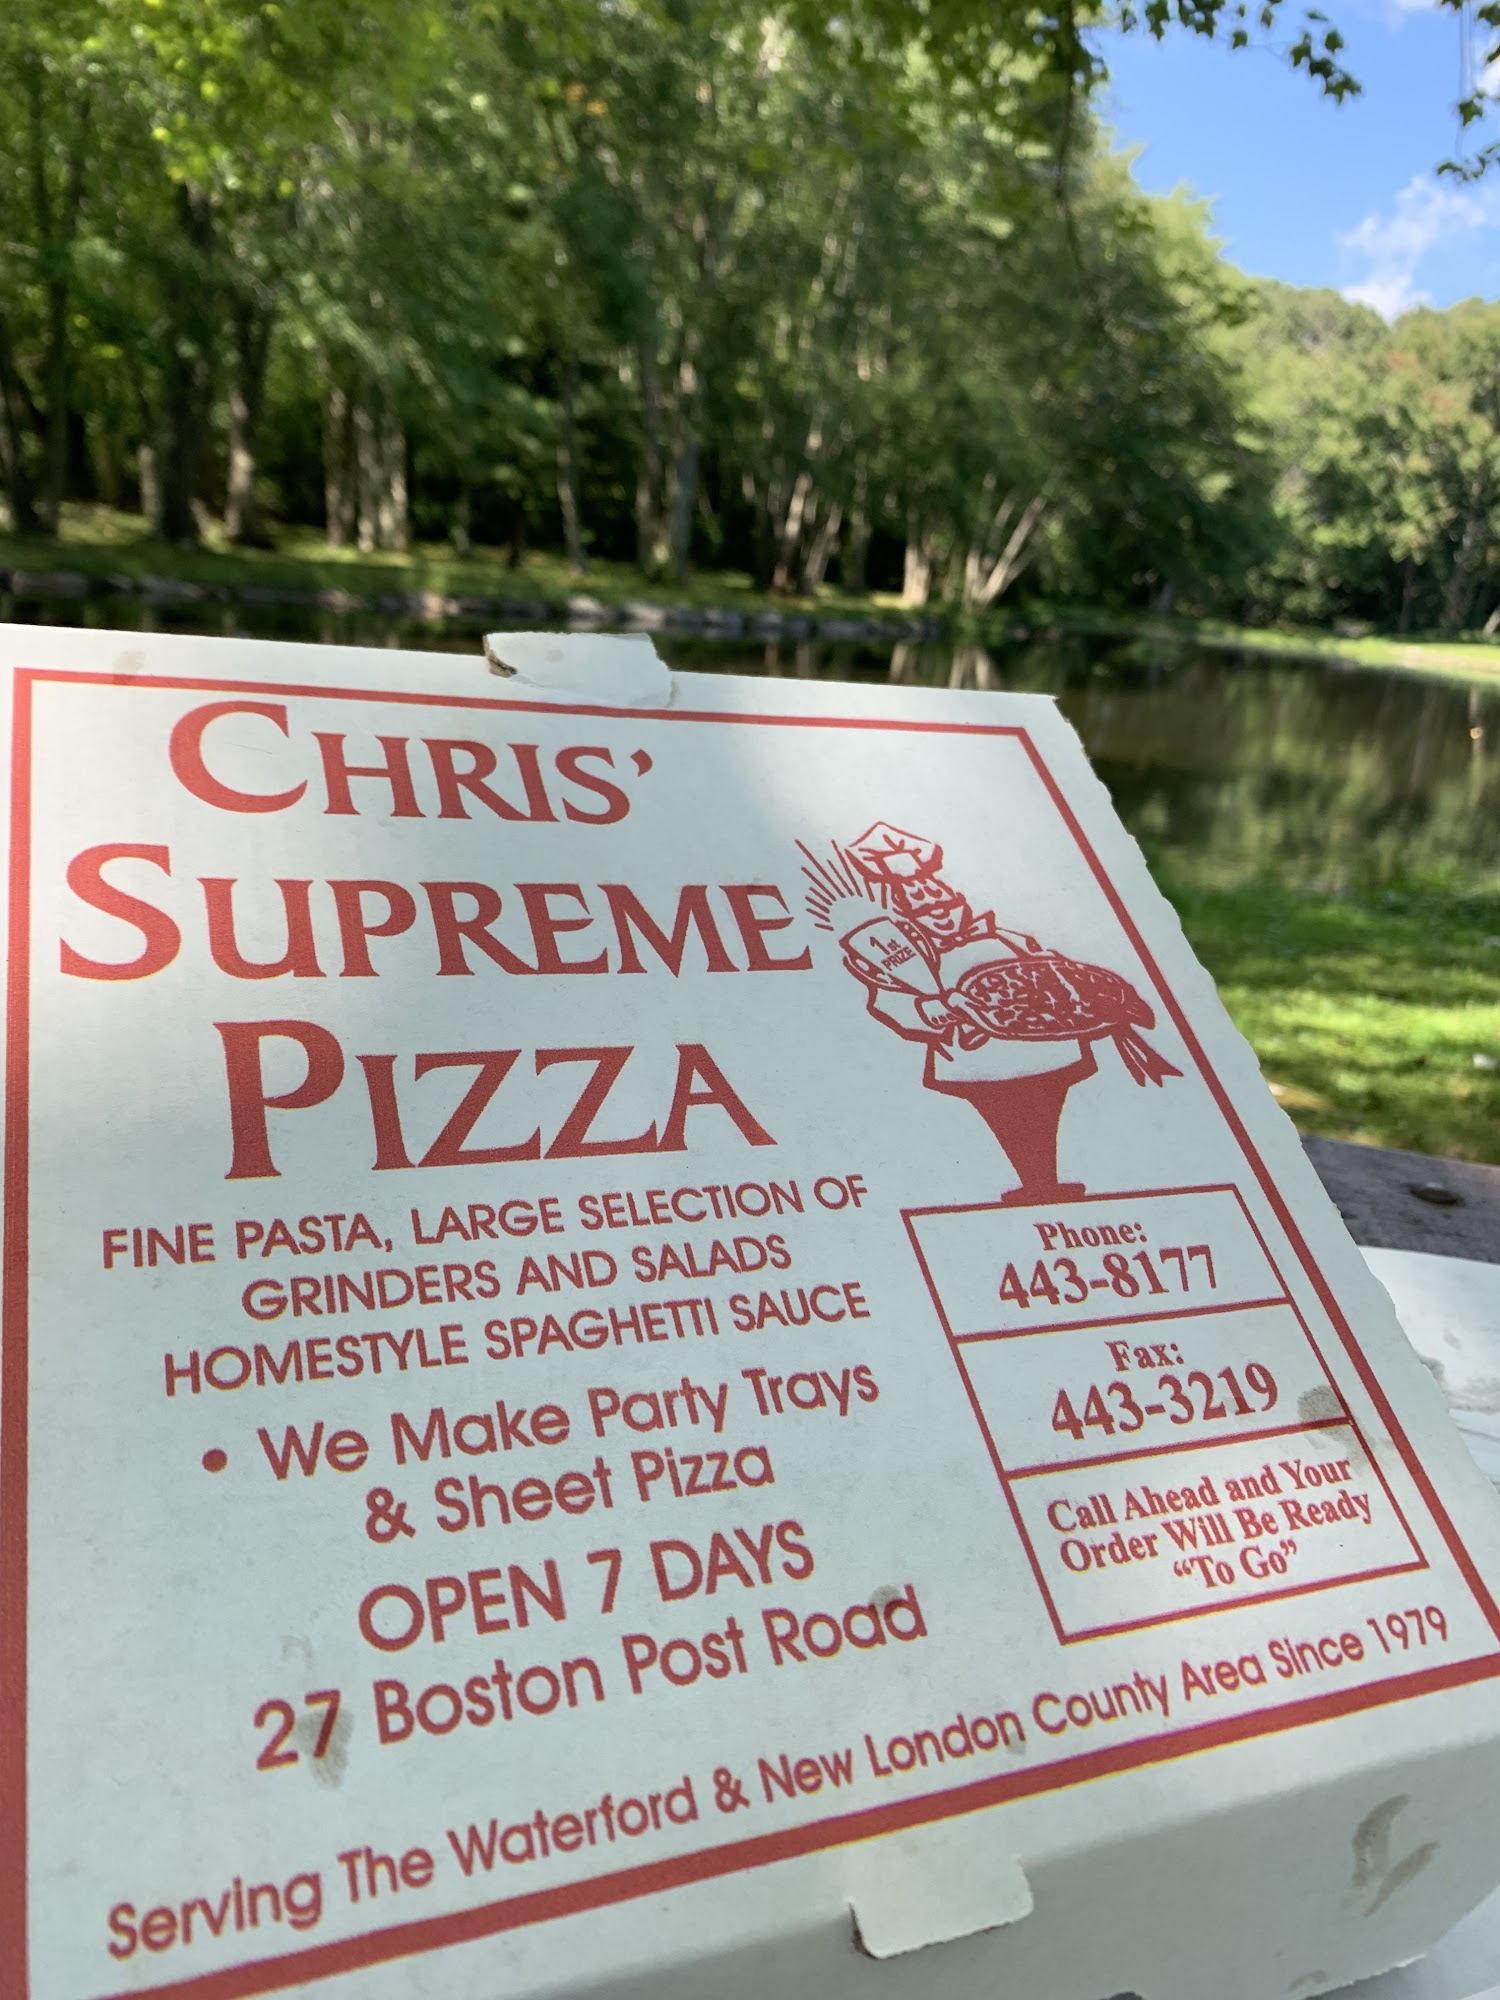 CHRIS'
SUPREME
PIZZA
1st
PRIZE
FINE PASTA, LARGE SELECTION OF
GRINDERS AND SALADS
HOMESTYLE SPAGHETTI SAUCE
• We Make Party Trays
& Sheet Pizza
OPEN 7 DAYS
27 Boston Post Road
Phone:
443-8177
Fax:
443-3219
Call Ahead and Your
Order Will Be Ready
“To Go”
Serving The Waterford & New London County Area Since 1979